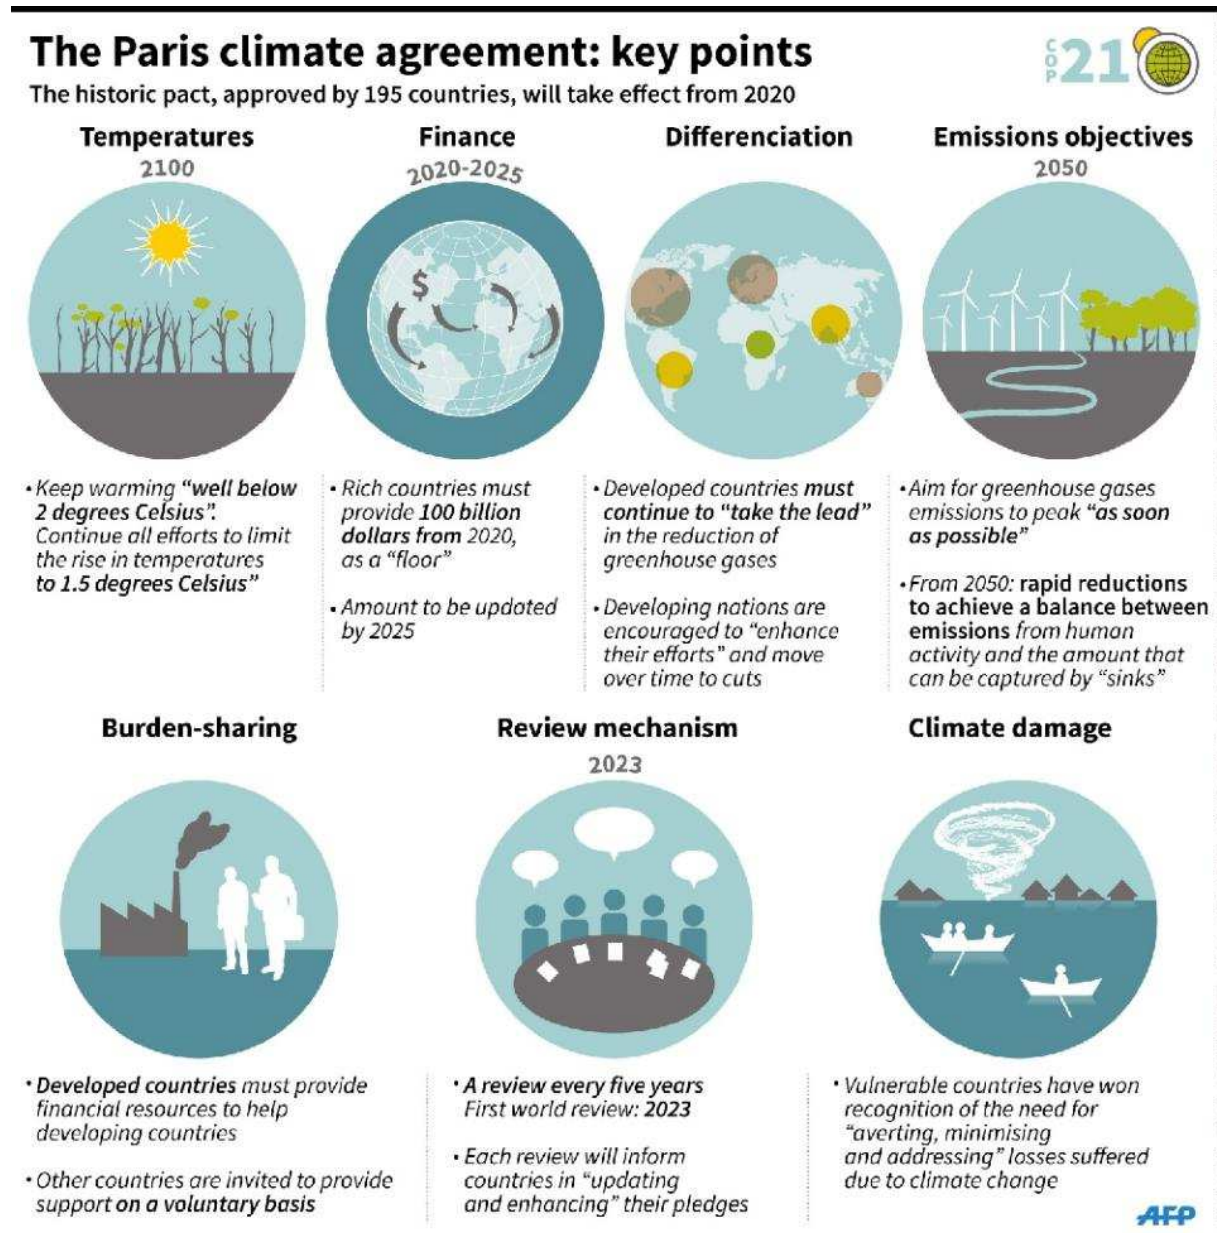 The Paris climate agreement: key points
COP 21
The historic pact, approved by 195 countries, will take effect from 2020
Temperatures
2100
• Keep warming “well below
2 degrees Celsius”.
Continue all efforts to limit
the rise in temperatures
to 1.5 degrees Celsius”
Finance
2020-2025
$
• Rich countries must
provide 100 billion
dollars from 2020,
as a “floor”
• Amount to be updated
by 2025
Differenciation
• Developed countries must
continue to “take the lead”
in the reduction of
greenhouse gases
• Developing nations are
encouraged to “enhance
their efforts” and move
over time to cuts
Emissions objectives
2050
• Aim for greenhouse gases
emissions to peak “as soon
as possible”
• From 2050: rapid reductions
to achieve a balance between
emissions from human
activity and the amount that
can be captured by “sinks”
Burden-sharing
• Developed countries must provide
financial resources to help
developing countries
• Other countries are invited to provide
support on a voluntary basis
Review mechanism
2023
• A review every five years
First world review: 2023
• Each review will inform
countries in “updating
and enhancing” their pledges
Climate damage
• Vulnerable countries have won
recognition of the need for
“averting, minimising
and addressing” losses suffered
due to climate change
AFP